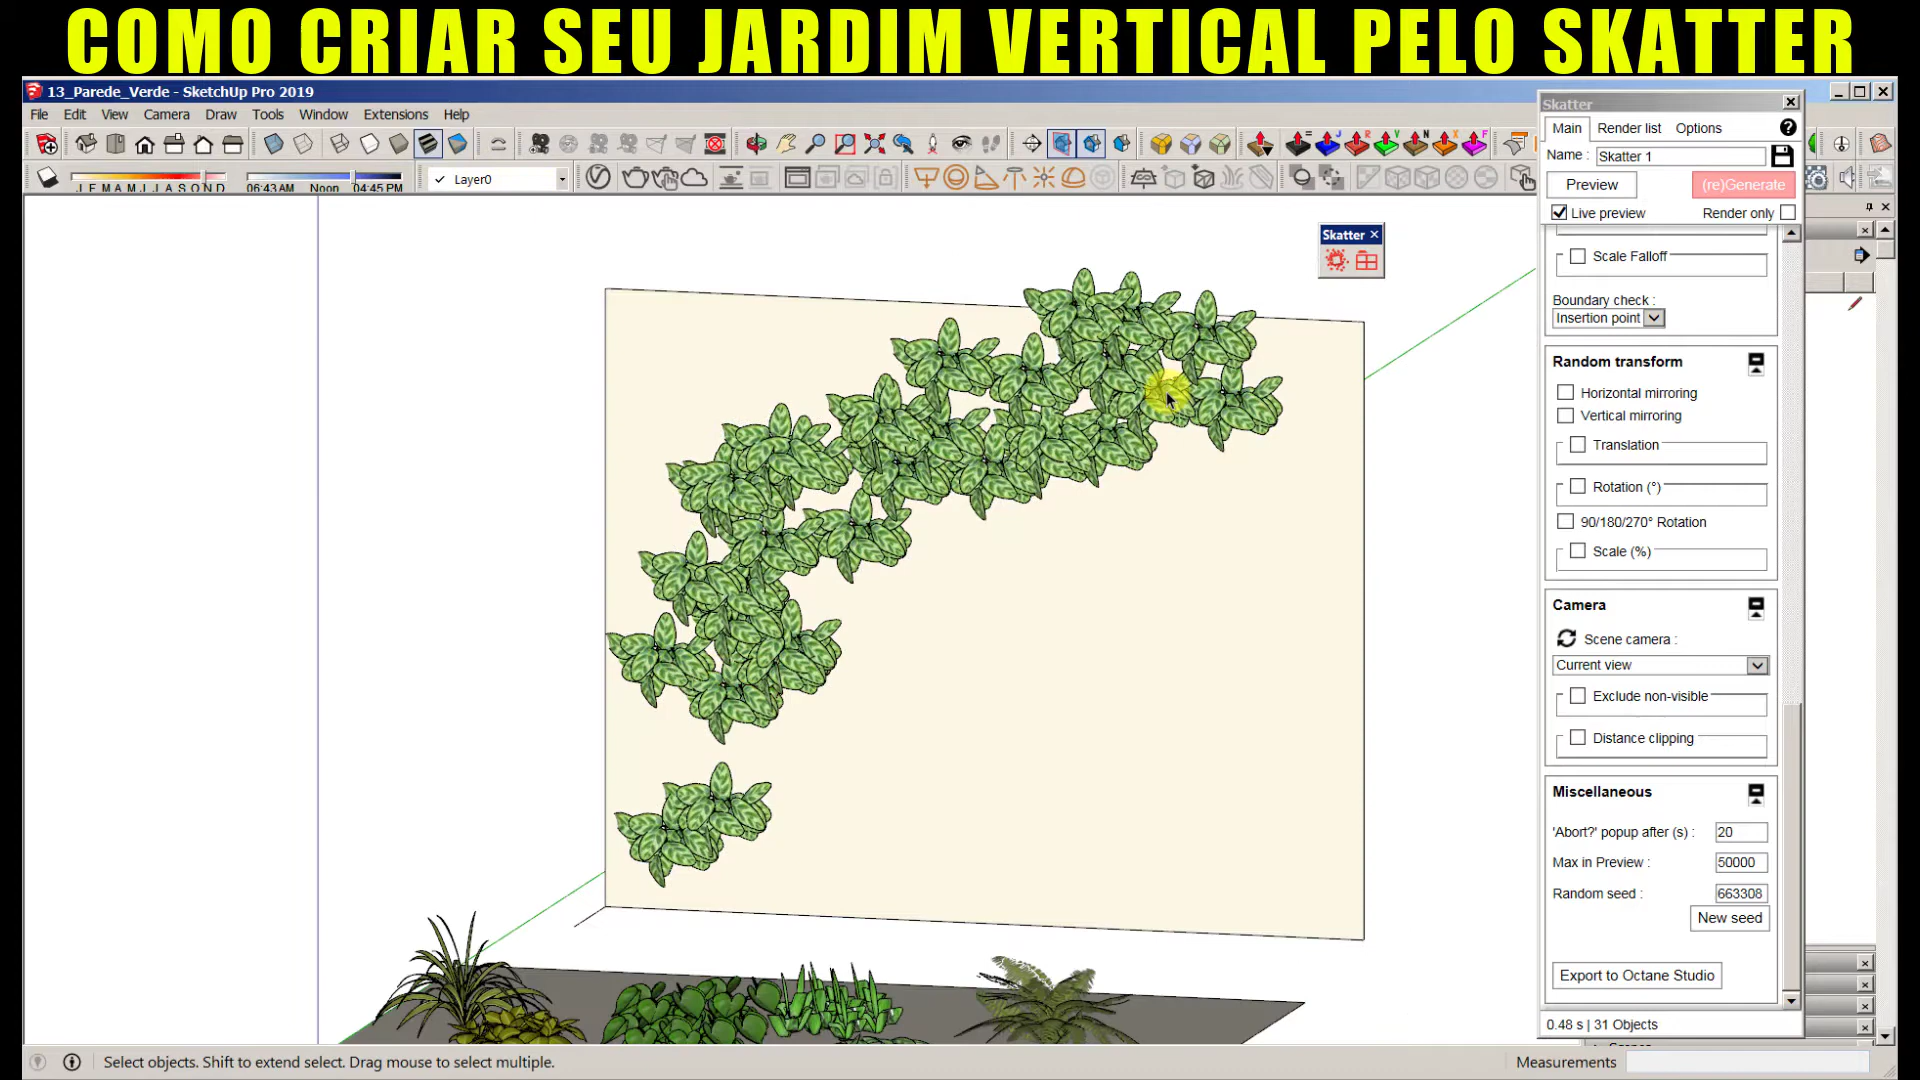 COMO CRIAR SEU JARDIM VERTICAL PELO SKATTER
13_Parede_Verde - SketchUp Pro 2019
File Edit View Camera Draw Tools Window Extensions Help
J F M A M J J A S O N D 06:43 AM Noon 04:45 PM Layer0
Skatter
Skatter
Main Render list Options
Name : Skatter 1
Preview (re)Generate
Live preview Render only
Scale Falloff
Boundary check :
Insertion point
Random transform
Horizontal mirroring
Vertical mirroring
Translation
Rotation (°)
90/180/270° Rotation
Scale (%)
Camera
Scene camera :
Current view
Exclude non-visible
Distance clipping
Miscellaneous
'Abort?' popup after (s) : 20
Max in Preview : 50000
Random seed : 663308
New seed
Export to Octane Studio
0.48 s | 31 Objects
Select objects. Shift to extend select. Drag mouse to select multiple.
Measurements